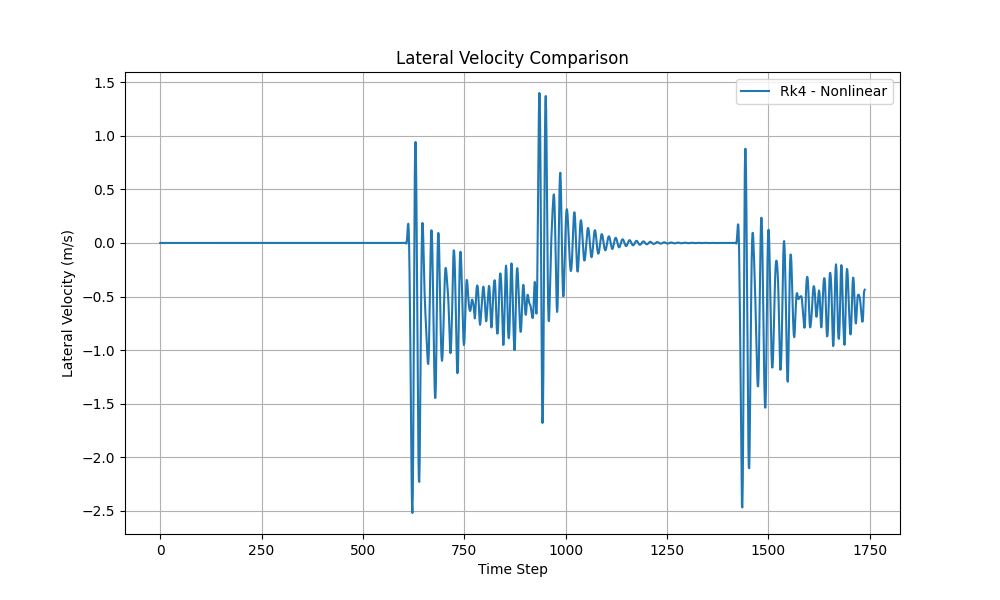 Lateral Velocity Comparison
Rk4 - Nonlinear
Lateral Velocity (m/s)
1.5
1.0
0.5
0.0
−0.5
−1.0
−1.5
−2.0
−2.5
0 250 500 750 1000 1250 1500 1750
Time Step